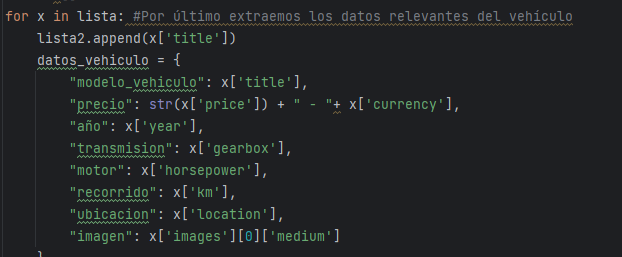 for x in lista: #Por último extraemos los datos relevantes del vehículo
    lista2.append(x['title'])
    datos_vehiculo = {
        "modelo_vehiculo": x['title'],
        "precio": str(x['price']) + " - "+ x['currency'],
        "año": x['year'],
        "transmision": x['gearbox'],
        "motor": x['horsepower'],
        "recorrido": x['km'],
        "ubicacion": x['location'],
        "imagen": x['images'][0]['medium']
    }